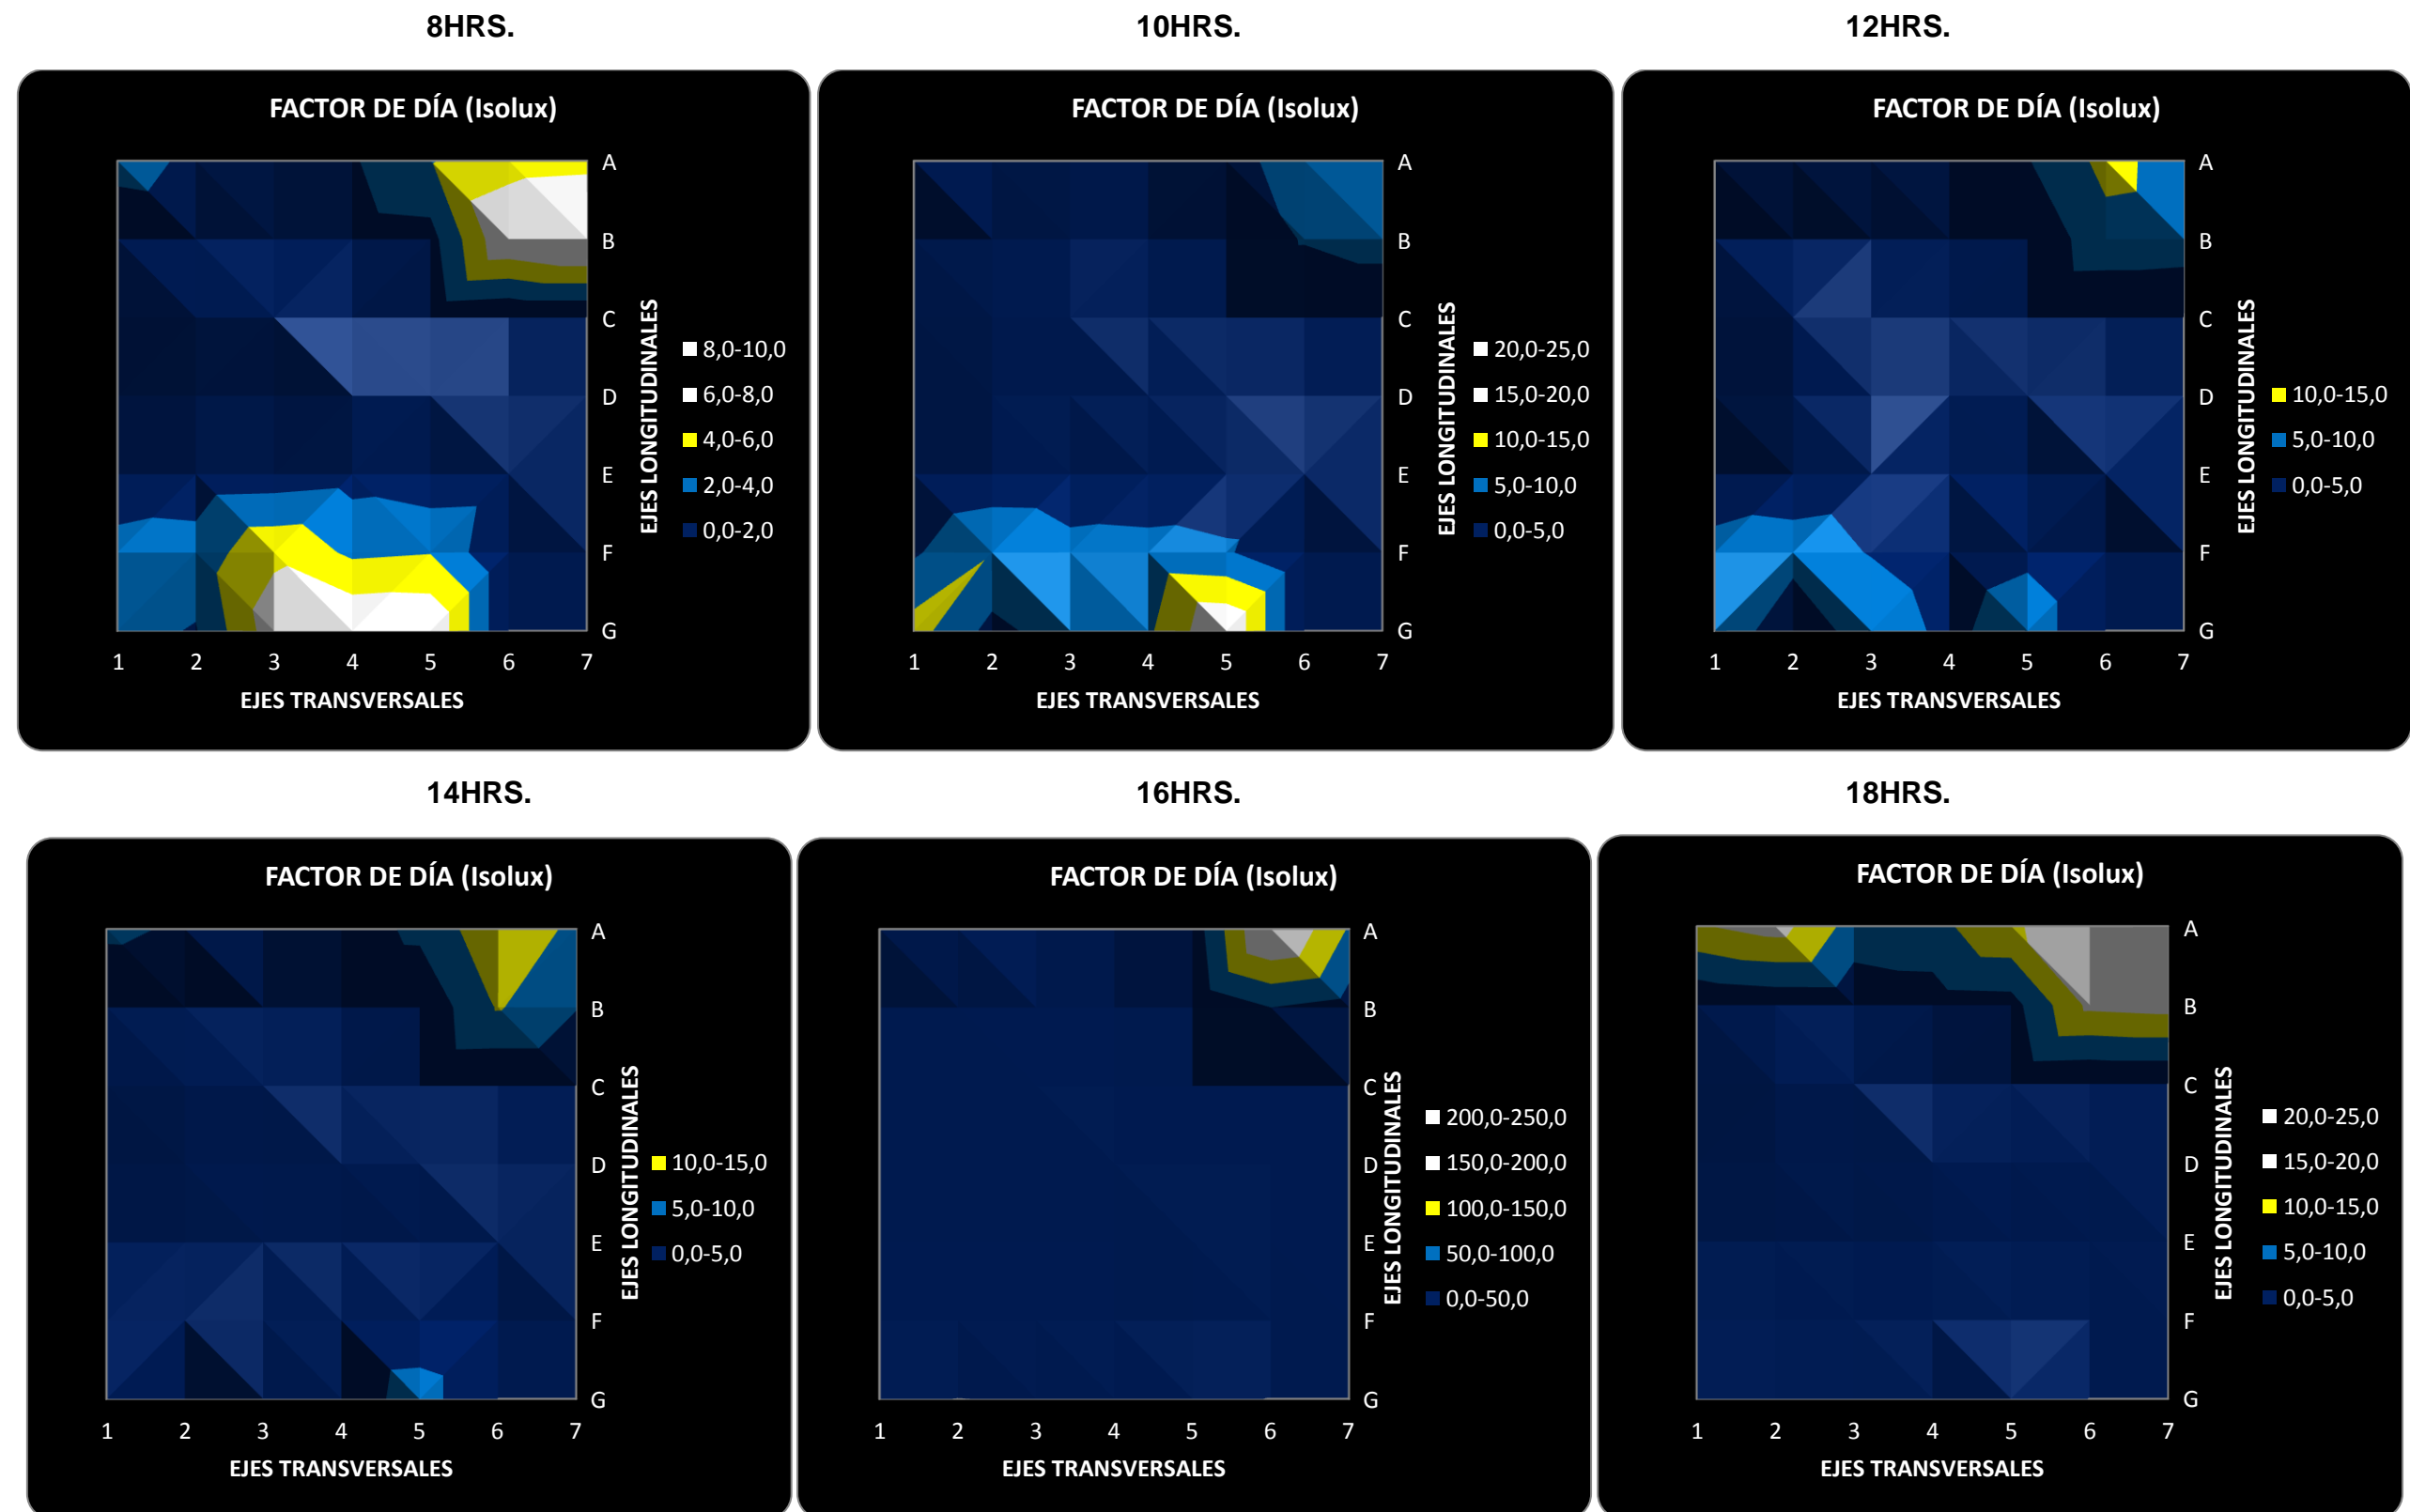 8HRS.
10HRS.
12HRS.
FACTOR DE DÍA (Isolux)
A
B
C
D
E
F
G
EJES LONGITUDINALES
8,0-10,0
6,0-8,0
4,0-6,0
2,0-4,0
0,0-2,0
1 2 3 4 5 6 7
EJES TRANSVERSALES
FACTOR DE DÍA (Isolux)
A
B
C
D
E
F
G
EJES LONGITUDINALES
20,0-25,0
15,0-20,0
10,0-15,0
5,0-10,0
0,0-5,0
1 2 3 4 5 6 7
EJES TRANSVERSALES
FACTOR DE DÍA (Isolux)
A
B
C
D
E
F
G
EJES LONGITUDINALES
10,0-15,0
5,0-10,0
0,0-5,0
1 2 3 4 5 6 7
EJES TRANSVERSALES
14HRS.
16HRS.
18HRS.
FACTOR DE DÍA (Isolux)
A
B
C
D
E
F
G
EJES LONGITUDINALES
10,0-15,0
5,0-10,0
0,0-5,0
1 2 3 4 5 6 7
EJES TRANSVERSALES
FACTOR DE DÍA (Isolux)
A
B
C
D
E
F
G
EJES LONGITUDINALES
200,0-250,0
150,0-200,0
100,0-150,0
50,0-100,0
0,0-50,0
1 2 3 4 5 6 7
EJES TRANSVERSALES
FACTOR DE DÍA (Isolux)
A
B
C
D
E
F
G
EJES LONGITUDINALES
20,0-25,0
15,0-20,0
10,0-15,0
5,0-10,0
0,0-5,0
1 2 3 4 5 6 7
EJES TRANSVERSALES